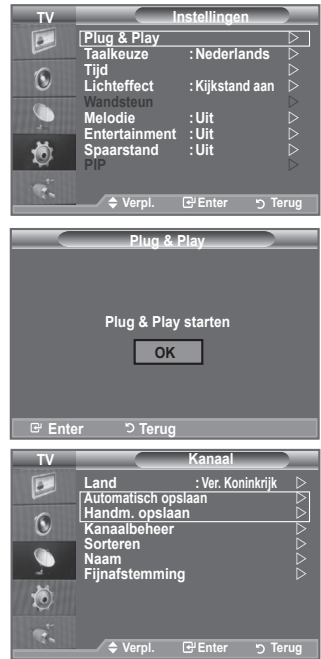 TV Instellingen
Plug & Play
Taalkeuze : Nederlands
Tijd
Lichteffect : Kijkstand aan
Wandsteun
Melodie : Uit
Entertainment : Uit
Spaarstand : Uit
PIP
Verpl. Enter Terug
Plug & Play
Plug & Play starten
OK
Enter Terug
TV Kanaal
Land : Ver. Koninkrijk
Automatisch opslaan
Handm. opslaan
Kanaalbeheer
Sorteren
Naam
Fijnafstemming
Verpl. Enter Terug